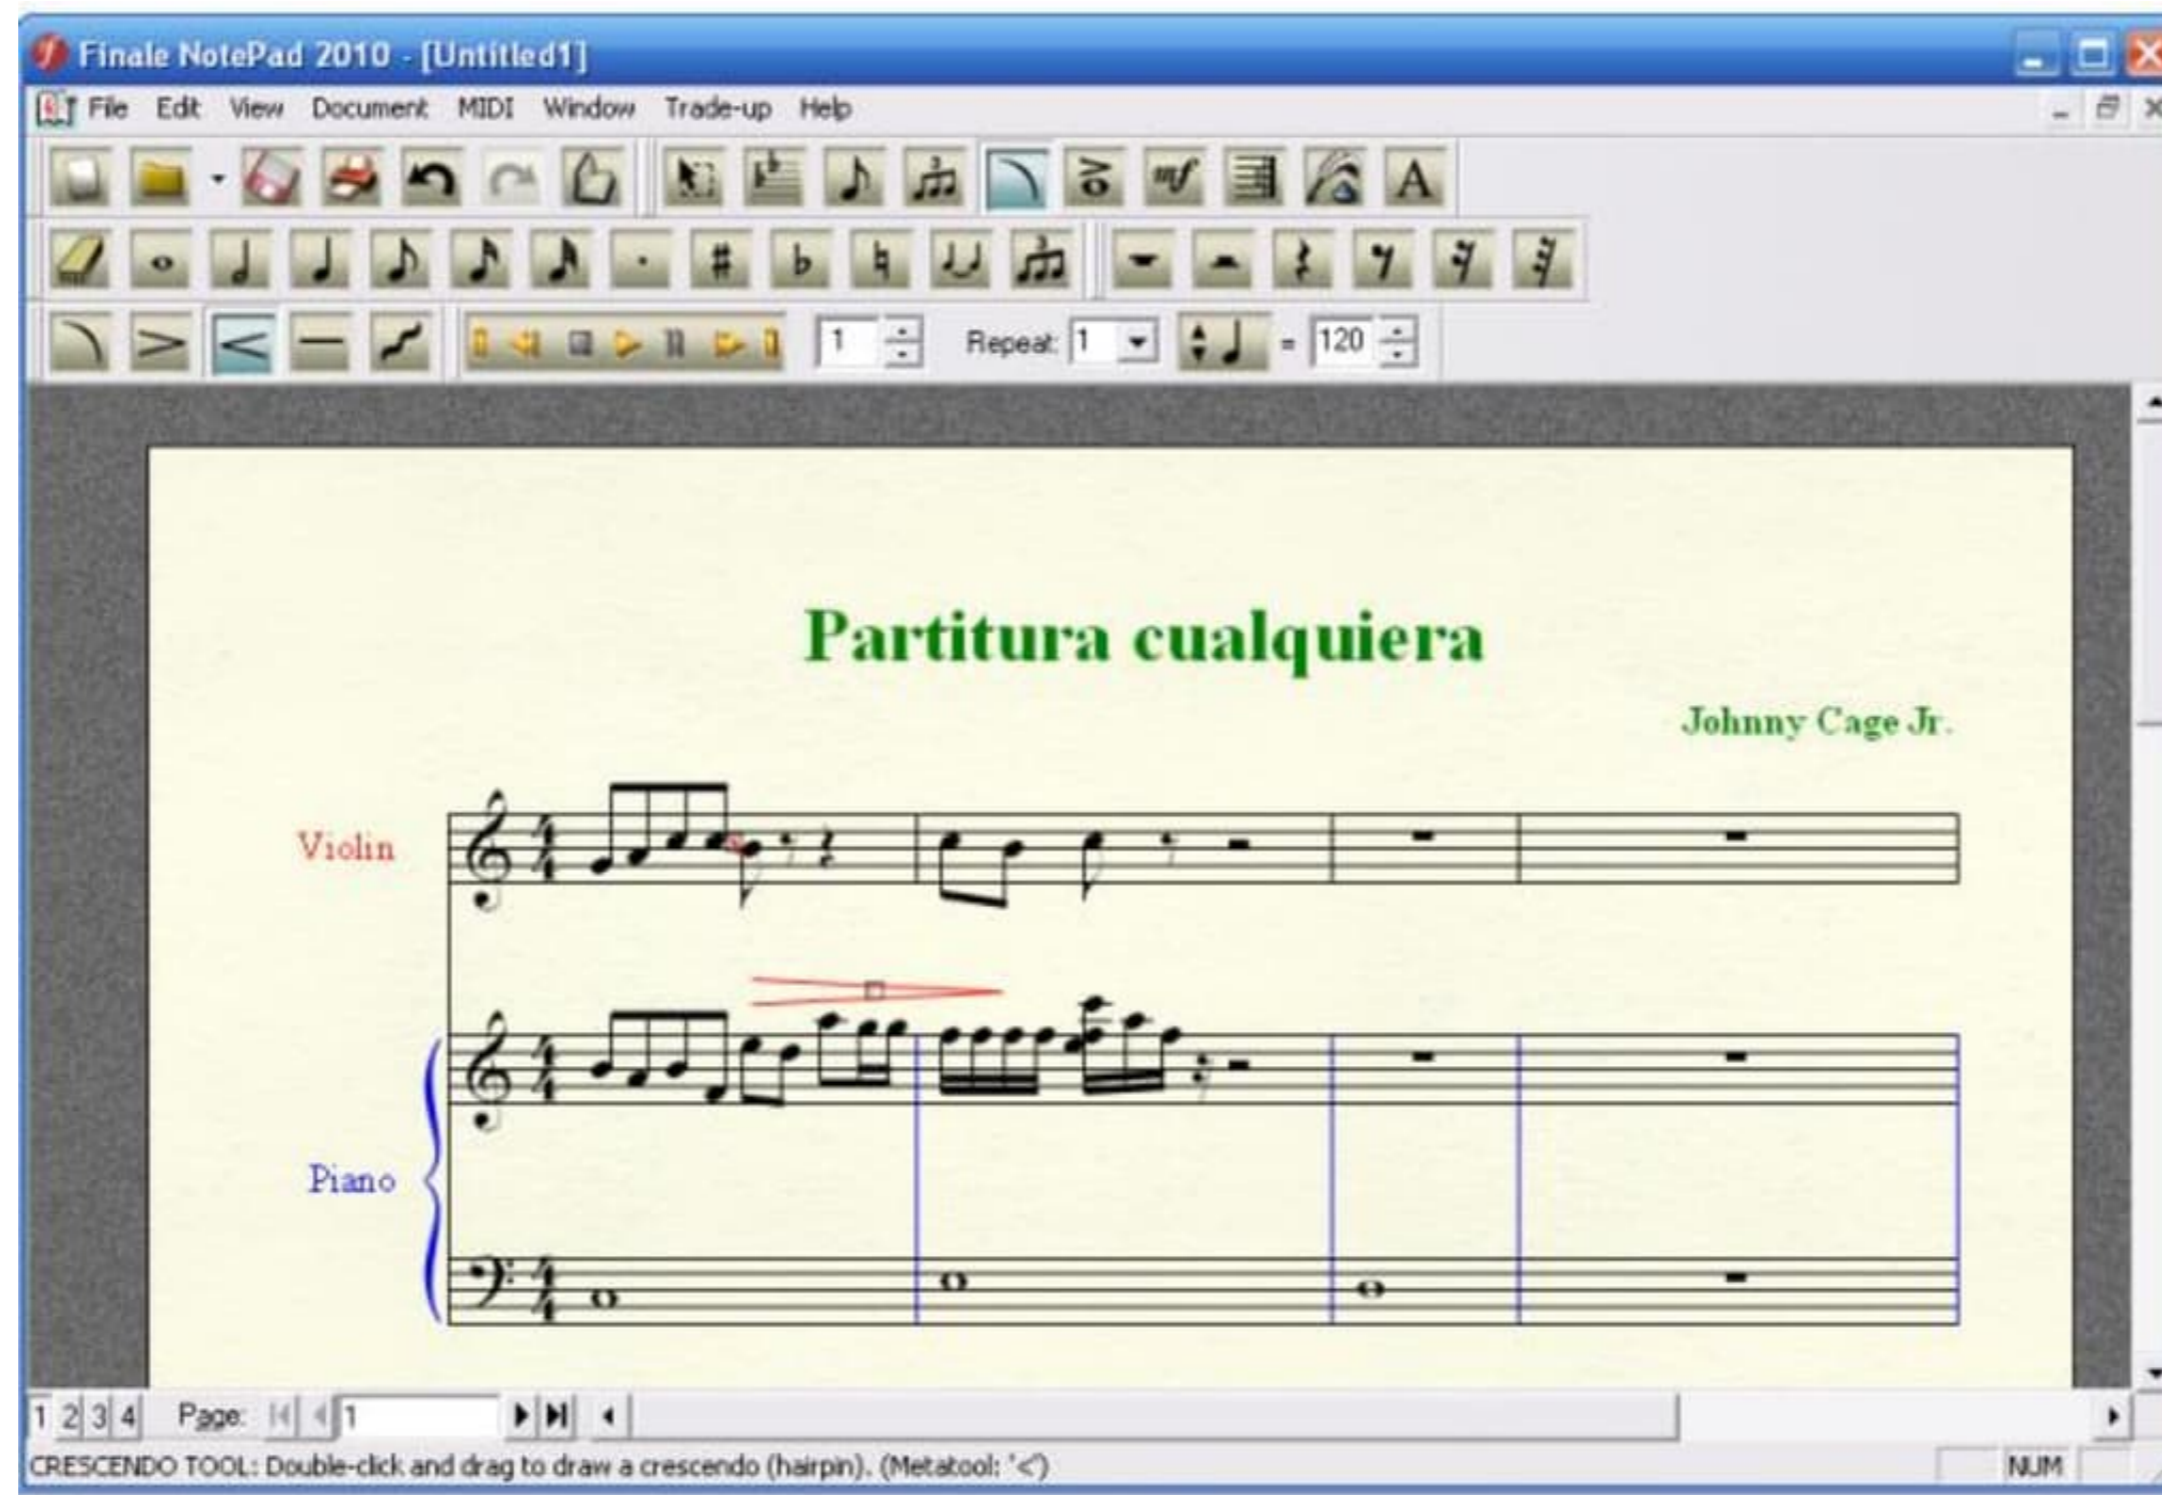 Finale NotePad 2010 - [Untitled1]
File Edit View Document MIDI Window Trade-up Help
mf A
1 Repeat: 1 = 120
Partitura cualquiera
Johnny Cage Jr.
Violin
Piano
1 2 3 4 Page: 1
CRESCENDO TOOL: Double-click and drag to draw a crescendo (hairpin). (Metatool: '<') NUM